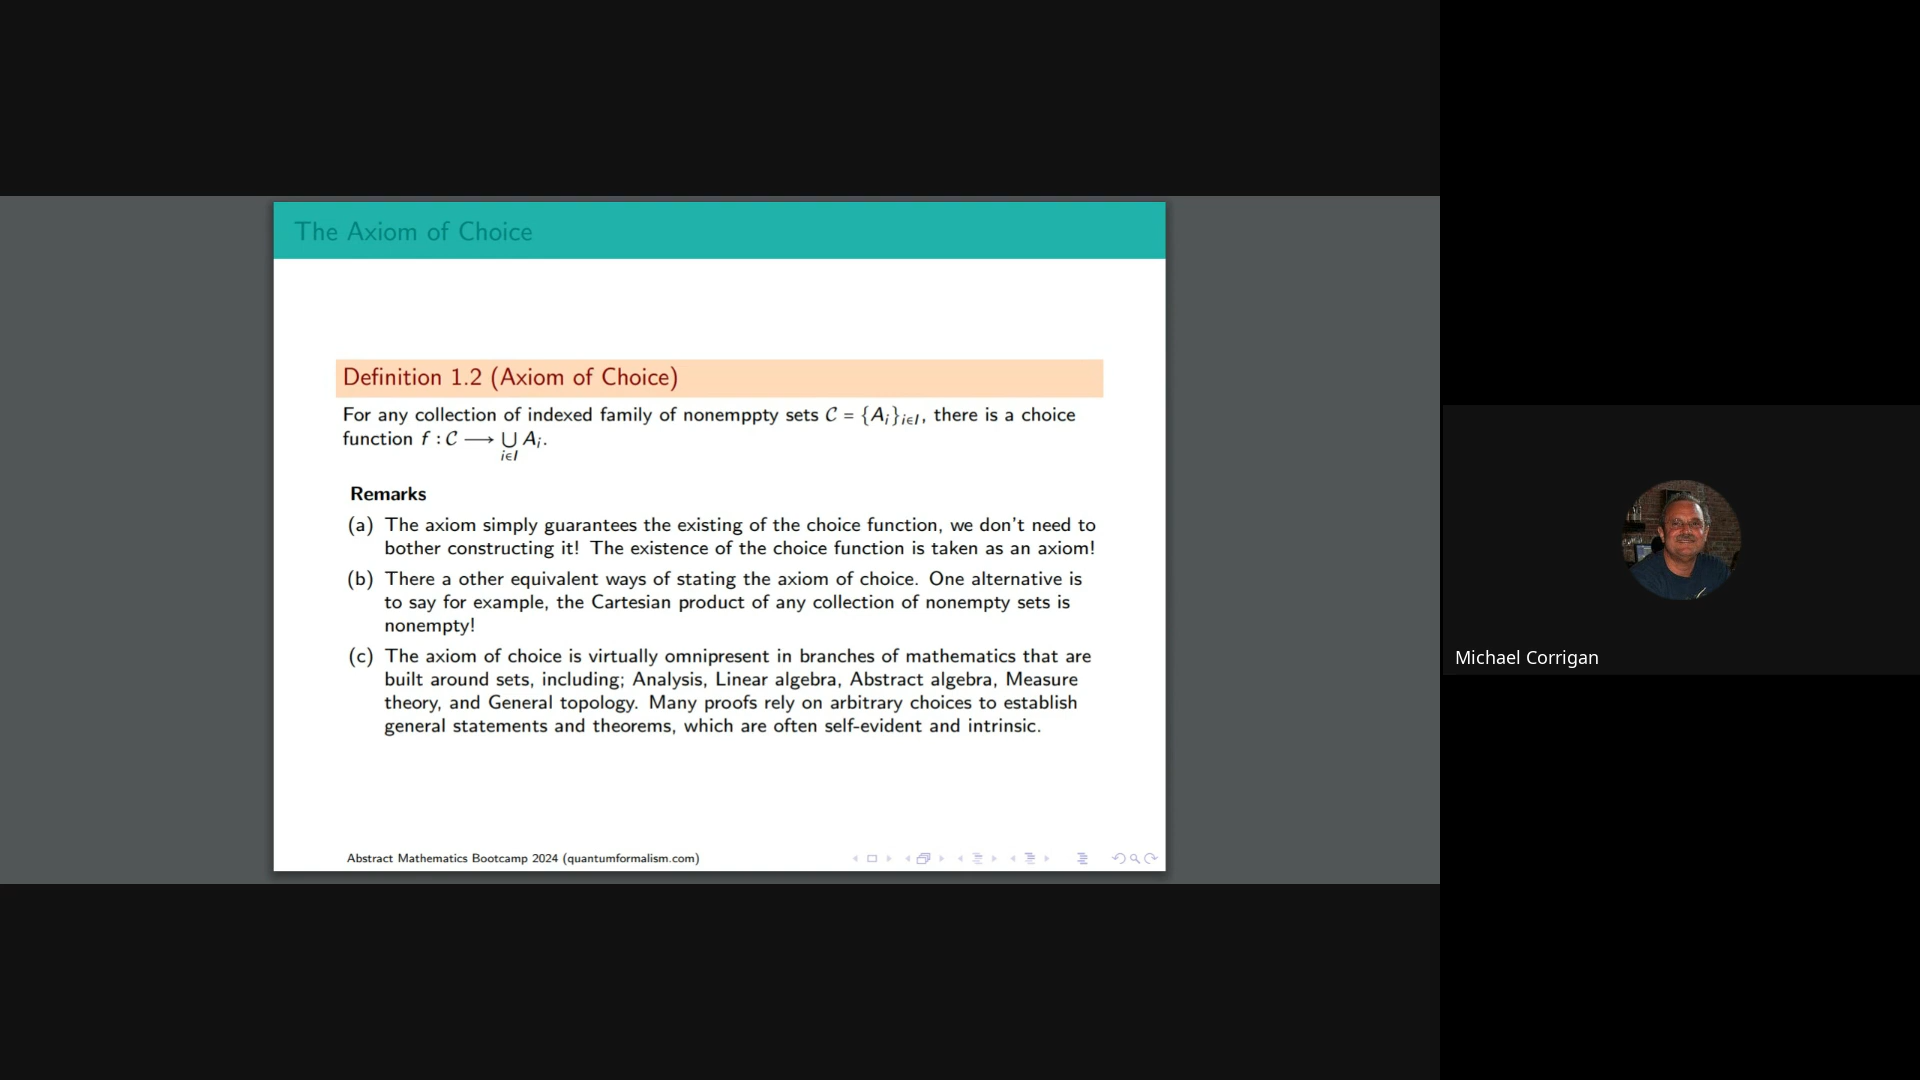 The Axiom of Choice
Definition 1.2 (Axiom of Choice)
For any collection of indexed family of nonemppty sets 𝒞 = {Aᵢ}ᵢ∈I, there is a choice
function f : 𝒞 ⟶ ⋃ Aᵢ.
i∈I
Remarks
(a) The axiom simply guarantees the existing of the choice function, we don't need to
bother constructing it! The existence of the choice function is taken as an axiom!
(b) There a other equivalent ways of stating the axiom of choice. One alternative is
to say for example, the Cartesian product of any collection of nonempty sets is
nonempty!
(c) The axiom of choice is virtually omnipresent in branches of mathematics that are
built around sets, including; Analysis, Linear algebra, Abstract algebra, Measure
theory, and General topology. Many proofs rely on arbitrary choices to establish
general statements and theorems, which are often self-evident and intrinsic.
Abstract Mathematics Bootcamp 2024 (quantumformalism.com)
Michael Corrigan